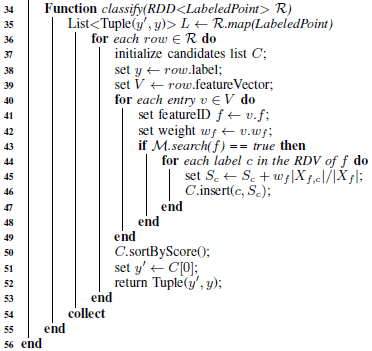 34 Function classify(RDD<LabeledPoint> R)
35 List<Tuple(y′, y)> L ← R.map(LabeledPoint)
36 for each row ∈ R do
37 initialize candidates list C;
38 set y ← row.label;
39 set V ← row.featureVector;
40 for each entry v ∈ V do
41 set featureID f ← v.f;
42 set weight w_f ← v.w_f;
43 if M.search(f) == true then
44 for each label c in the RDV of f do
45 set S_c ← S_c + w_f|X_{f,c}|/|X_f|;
46 C.insert(c, S_c);
47 end
48 end
49 end
50 C.sortByScore();
51 set y′ ← C[0];
52 return Tuple(y′, y);
53 end
54 collect
55 end
56 end